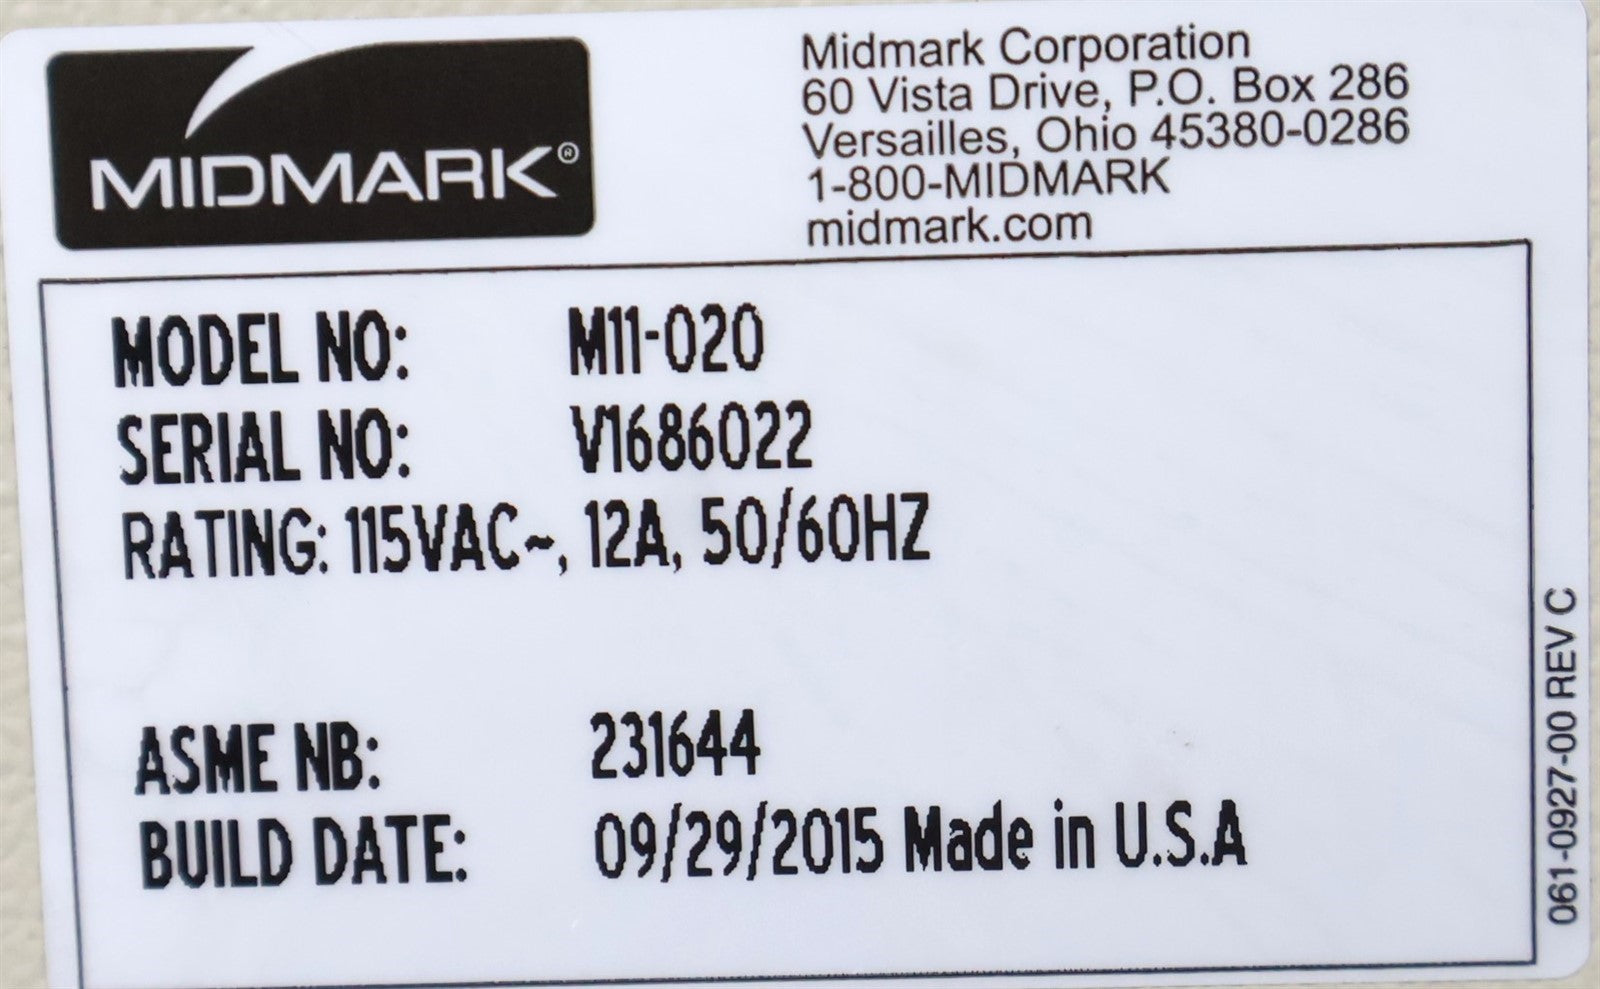 MIDMARK®
Midmark Corporation
60 Vista Drive, P.O. Box 286
Versailles, Ohio 45380-0286
1-800-MIDMARK
midmark.com
MODEL NO: M11-020
SERIAL NO: V1686022
RATING: 115VAC~, 12A, 50/60HZ
ASME NB: 231644
BUILD DATE: 09/29/2015 Made in U.S.A
061-0927-00 REV C